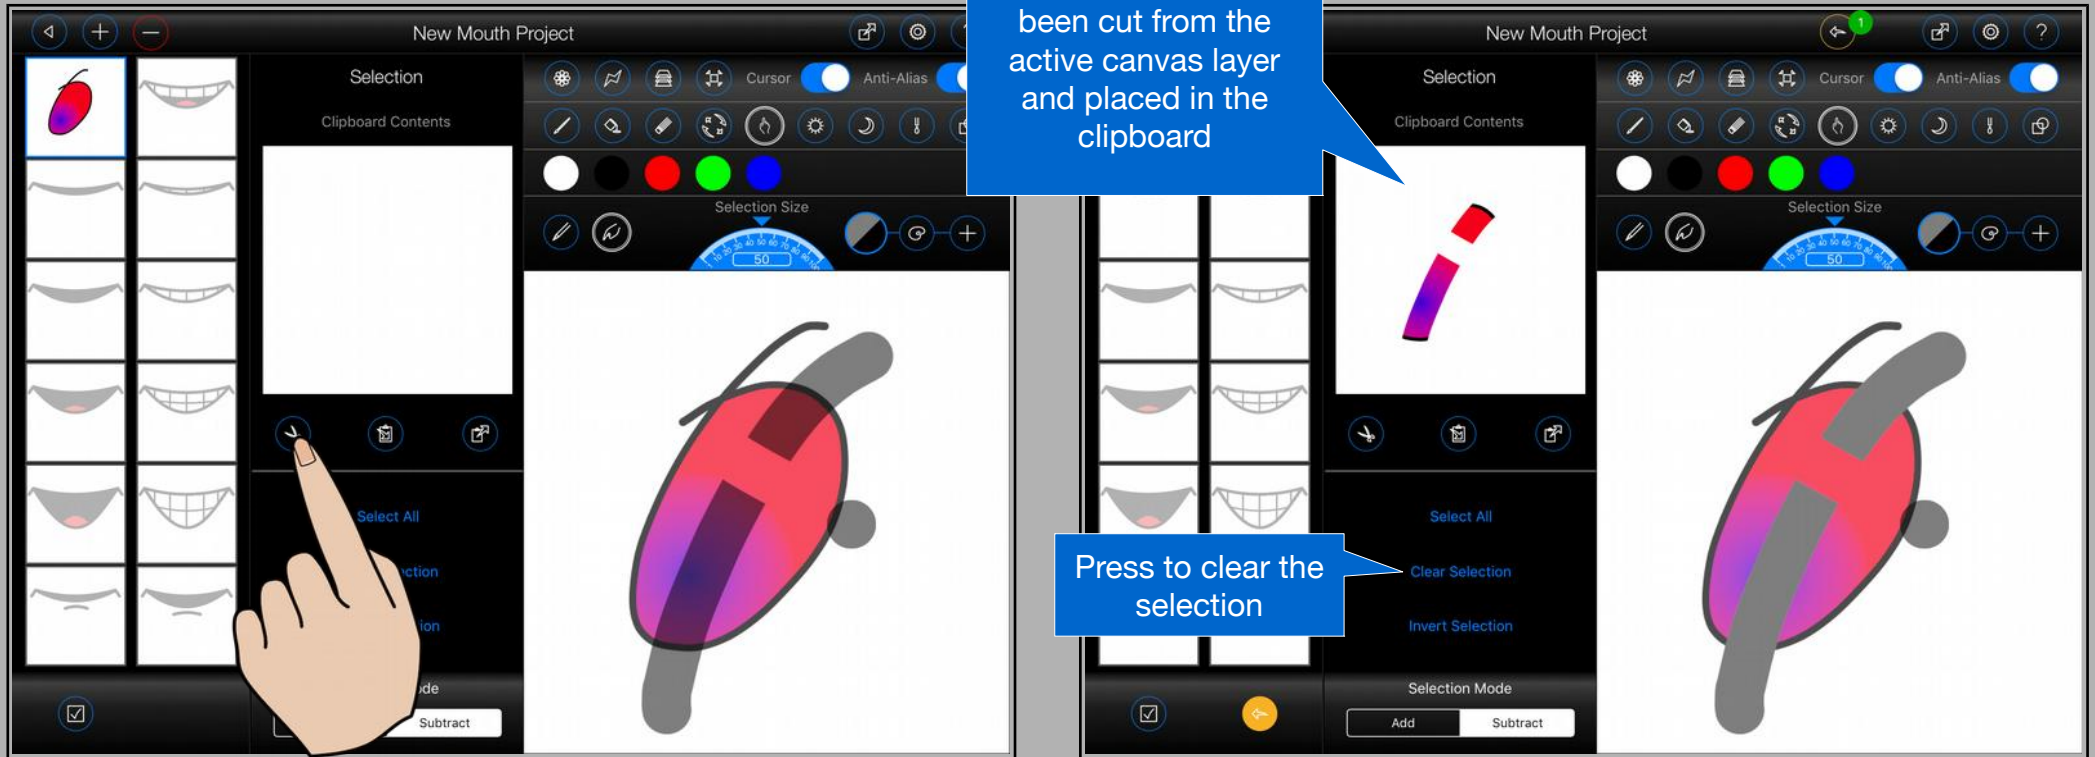 New Mouth Project
Selection
Clipboard Contents
Cursor
Anti-Alias
Selection Size
50
Select All
ction
ion
de
Subtract
been cut from the
active canvas layer
and placed in the
clipboard
New Mouth Project
1
?
Selection
Clipboard Contents
Cursor
Anti-Alias
Selection Size
50
Select All
Press to clear the
selection
Clear Selection
Invert Selection
Selection Mode
Add
Subtract